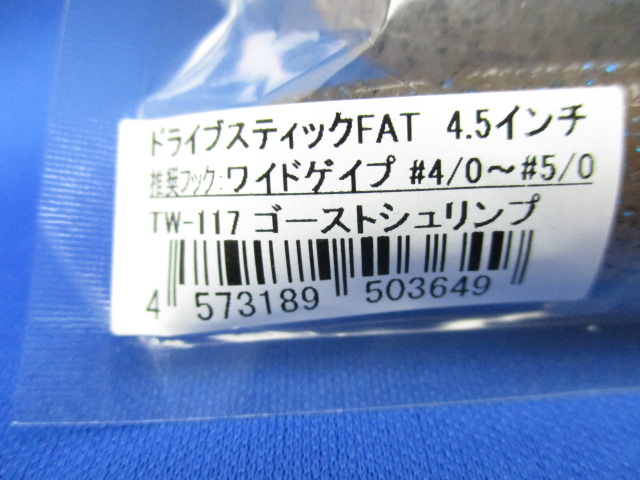 ドライブスティックFAT 4.5インチ
推奨フック:ワイドゲイプ #4/0～#5/0
TW-117 ゴーストシュリンプ
4 573189 503649